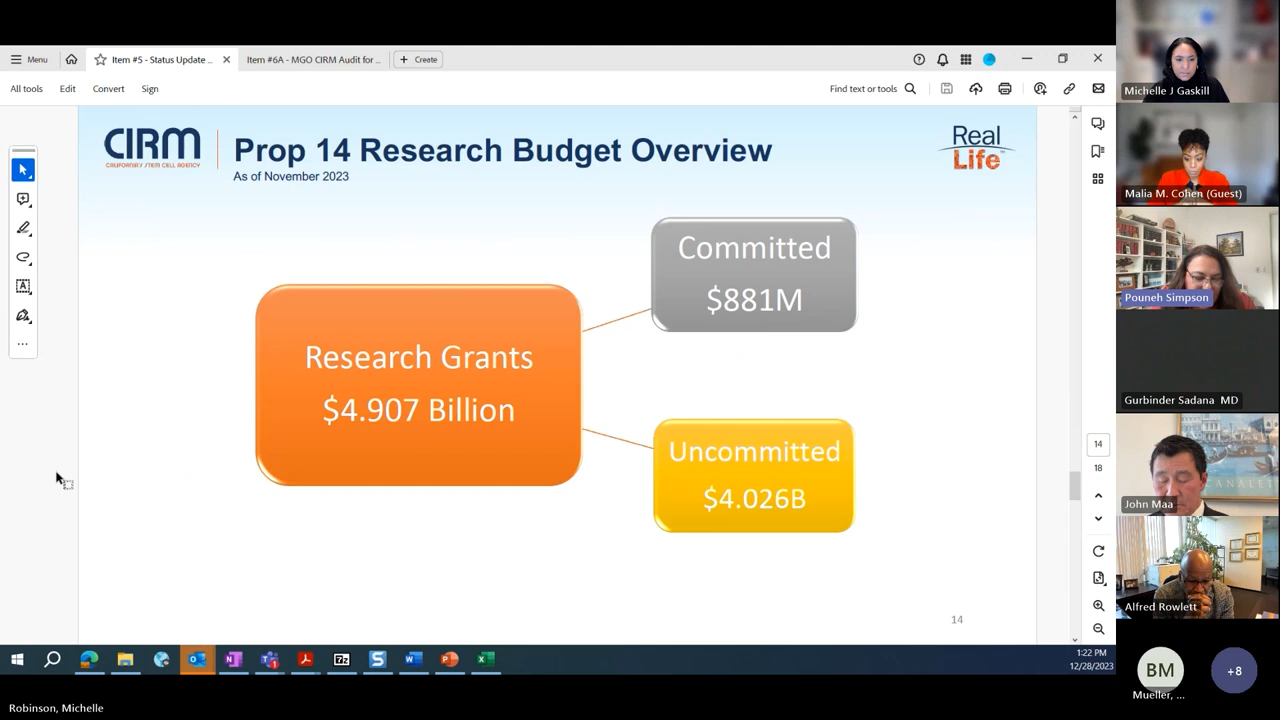 Menu
Item #5 - Status Update ...
Item #6A - MGO CIRM Audit for ...
Create
All tools
Edit
Convert
Sign
Find text or tools
CIRM
CALIFORNIA'S STEM CELL AGENCY
Prop 14 Research Budget Overview
As of November 2023
Real
Life
Research Grants
$4.907 Billion
Committed
$881M
Uncommitted
$4.026B
14
14
18
Michelle J Gaskill
Malia M. Cohen (Guest)
Pouneh Simpson
Gurbinder Sadana MD
CANALET
John Maa
Alfred Rowlett
BM
Mueller, ...
+8
1:22 PM
12/28/2023
Robinson, Michelle